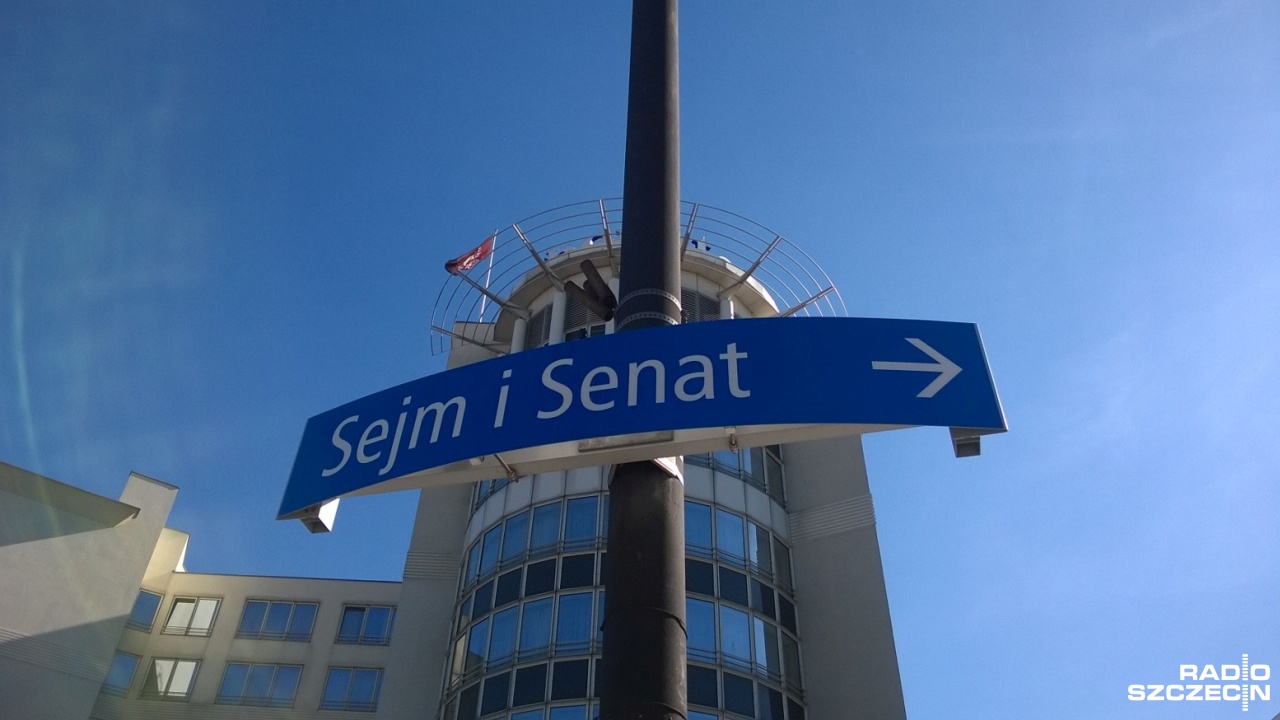 Sejm i Senat →
RADIO
SZCZECIN